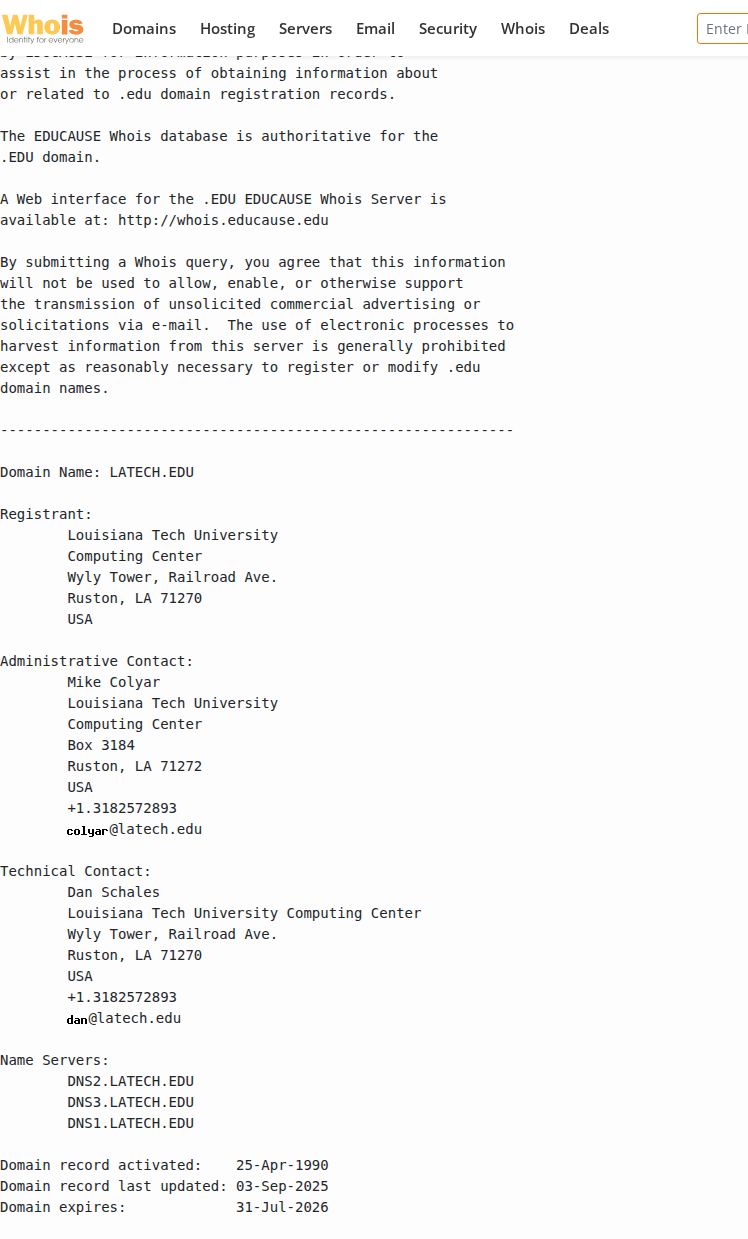 Whois
Identity for everyone
Domains Hosting Servers Email Security Whois Deals
Enter
by EDUCAUSE for information purposes in order to
assist in the process of obtaining information about
or related to .edu domain registration records.
The EDUCAUSE Whois database is authoritative for the
.EDU domain.
A Web interface for the .EDU EDUCAUSE Whois Server is
available at: http://whois.educause.edu
By submitting a Whois query, you agree that this information
will not be used to allow, enable, or otherwise support
the transmission of unsolicited commercial advertising or
solicitations via e-mail.  The use of electronic processes to
harvest information from this server is generally prohibited
except as reasonably necessary to register or modify .edu
domain names.
-------------------------------------------------------------
Domain Name: LATECH.EDU
Registrant:
Louisiana Tech University
Computing Center
Wyly Tower, Railroad Ave.
Ruston, LA 71270
USA
Administrative Contact:
Mike Colyar
Louisiana Tech University
Computing Center
Box 3184
Ruston, LA 71272
USA
+1.3182572893
colyar@latech.edu
Technical Contact:
Dan Schales
Louisiana Tech University Computing Center
Wyly Tower, Railroad Ave.
Ruston, LA 71270
USA
+1.3182572893
dan@latech.edu
Name Servers:
DNS2.LATECH.EDU
DNS3.LATECH.EDU
DNS1.LATECH.EDU
Domain record activated:    25-Apr-1990
Domain record last updated: 03-Sep-2025
Domain expires:             31-Jul-2026